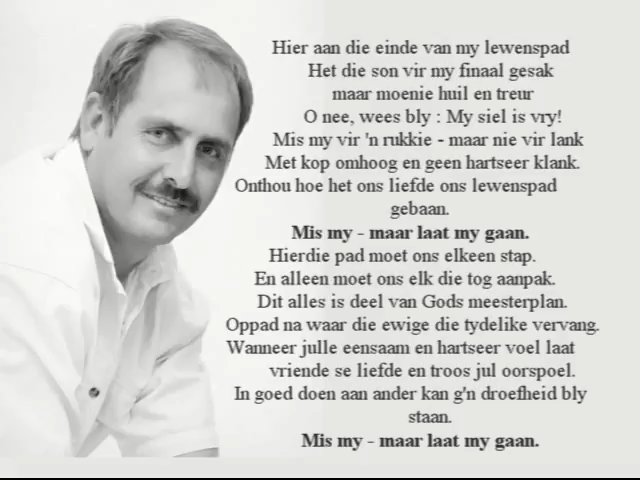 Hier aan die einde van my lewenspad
Het die son vir my finaal gesak
maar moenie huil en treur
O nee, wees bly : My siel is vry!
Mis my vir 'n rukkie - maar nie vir lank
Met kop omhoog en geen hartseer klank.
Onthou hoe het ons liefde ons lewenspad
gebaan.
Mis my - maar laat my gaan.
Hierdie pad moet ons elkeen stap.
En alleen moet ons elk die tog aanpak.
Dit alles is deel van Gods meesterplan.
Oppad na waar die ewige die tydelike vervang.
Wanneer julle eensaam en hartseer voel laat
vriende se liefde en troos jul oorspoel.
In goed doen aan ander kan g'n droefheid bly
staan.
Mis my - maar laat my gaan.